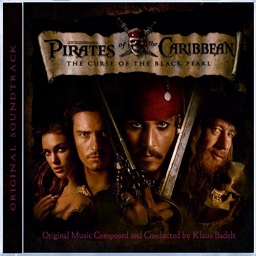 ORIGINAL SOUNDTRACK
PIRATES of the CARIBBEAN
THE CURSE OF THE BLACK PEARL
Original Music Composed and Conducted by Klaus Badelt